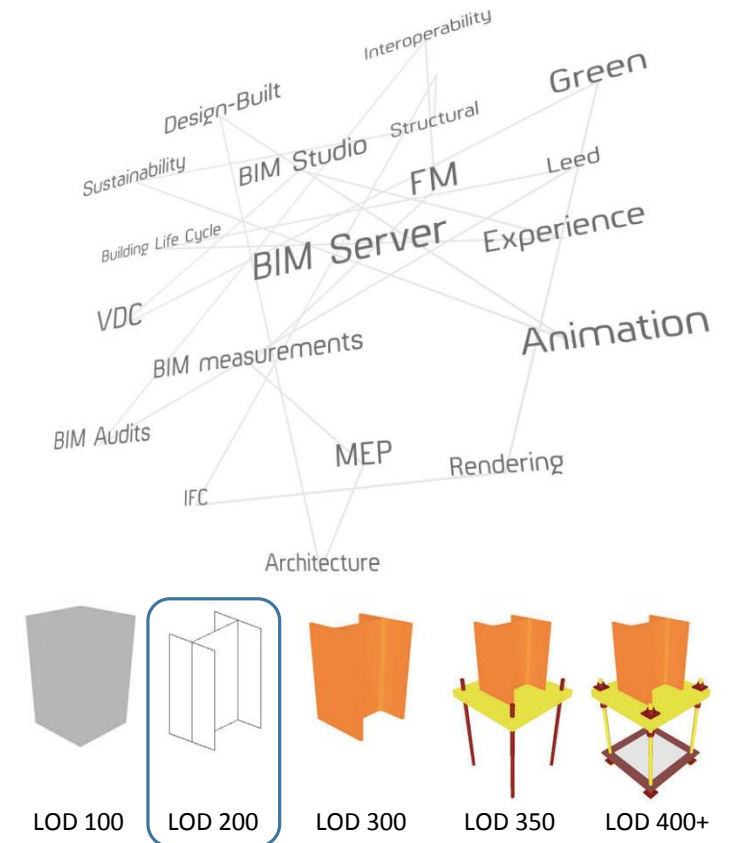 Interoperability
Green
Design-Built
Structural
BIM Studio
Leed
Sustainability
FM
Experience
Building Life Cycle
BIM Server
VDC
Animation
BIM measurements
BIM Audits
MEP
Rendering
IFC
Architecture
LOD 100 LOD 200 LOD 300 LOD 350 LOD 400+